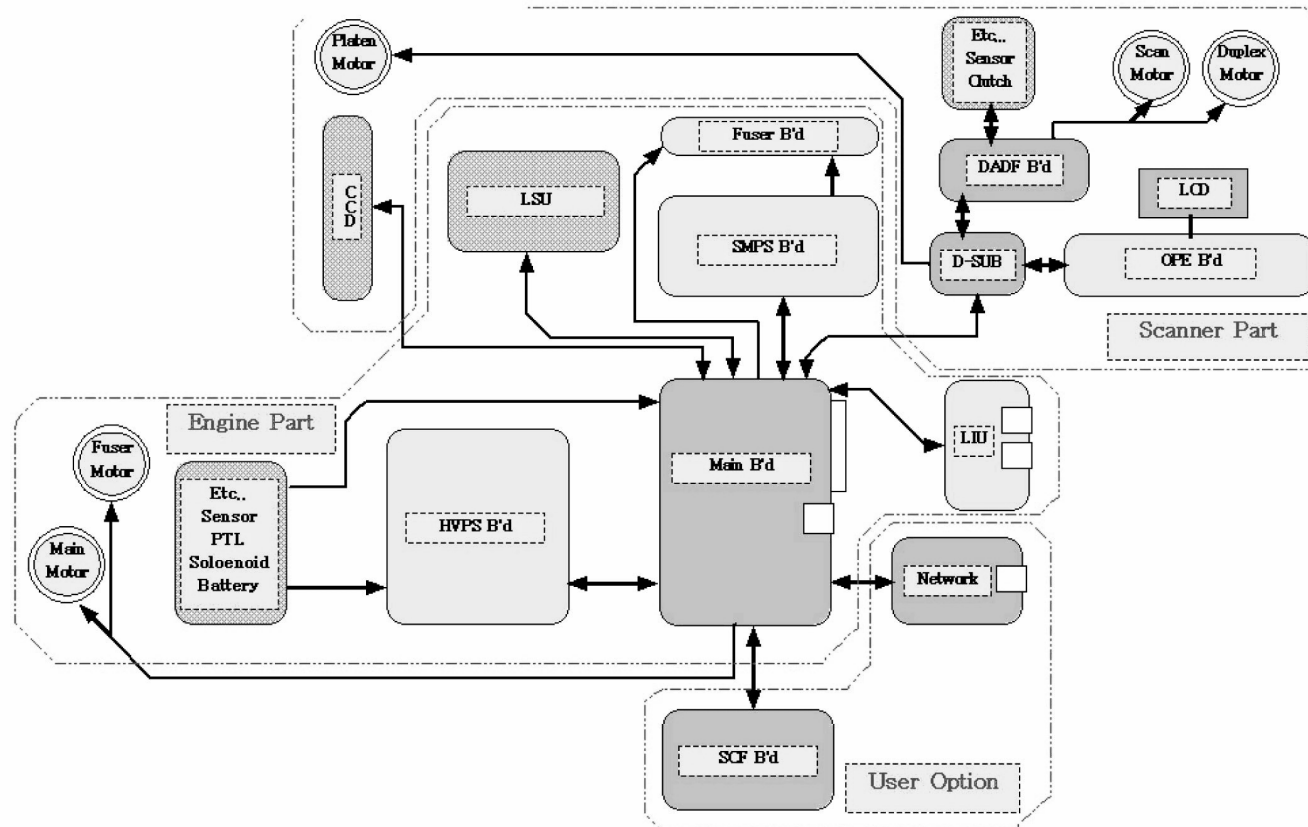 Platen
Motor
Etc...
Sensor
Clutch
Scan
Motor
Duplex
Motor
Fuser B'd
DADF B'd
CCD
LSU
LCD
SMPS B'd
D-SUB
OPE B'd
Scanner Part
Engine Part
Fuser
Motor
Main B'd
LIU
Etc..
Sensor
PTL
Soloenoid
Battery
HVPS B'd
Main
Motor
Network
SCF B'd
User Option